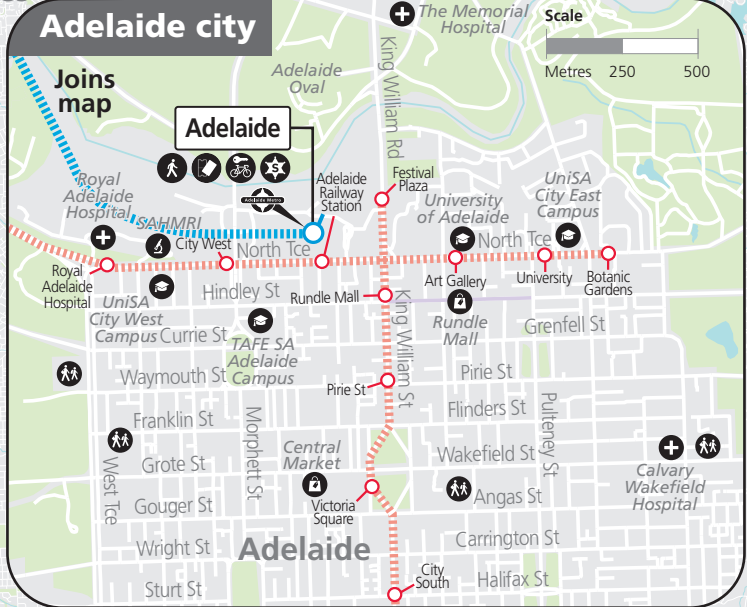 Adelaide city
The Memorial
Hospital
Scale
Metres 250 500
Joins
map
Adelaide
Oval
King William Rd
Adelaide
Royal
Adelaide
Hospital
Adelaide Metro
Adelaide
Railway
Station
Festival
Plaza
University
of Adelaide
UniSA
City East
Campus
SAHMRI
City West
North Tce
North Tce
Royal
Adelaide
Hospital
Art Gallery
University
Botanic
Gardens
UniSA
City West
Campus
Hindley St
Rundle Mall
King William St
Rundle
Mall
Grenfell St
Currie St
TAFE SA
Adelaide
Campus
Waymouth St
Pirie St
Pirie St
Franklin St
Morphett St
Flinders St
Pulteney St
West Tce
Grote St
Central
Market
Wakefield St
Calvary
Wakefield
Hospital
Gouger St
Victoria
Square
Angas St
Wright St
Adelaide
Carrington St
Sturt St
City
South
Halifax St